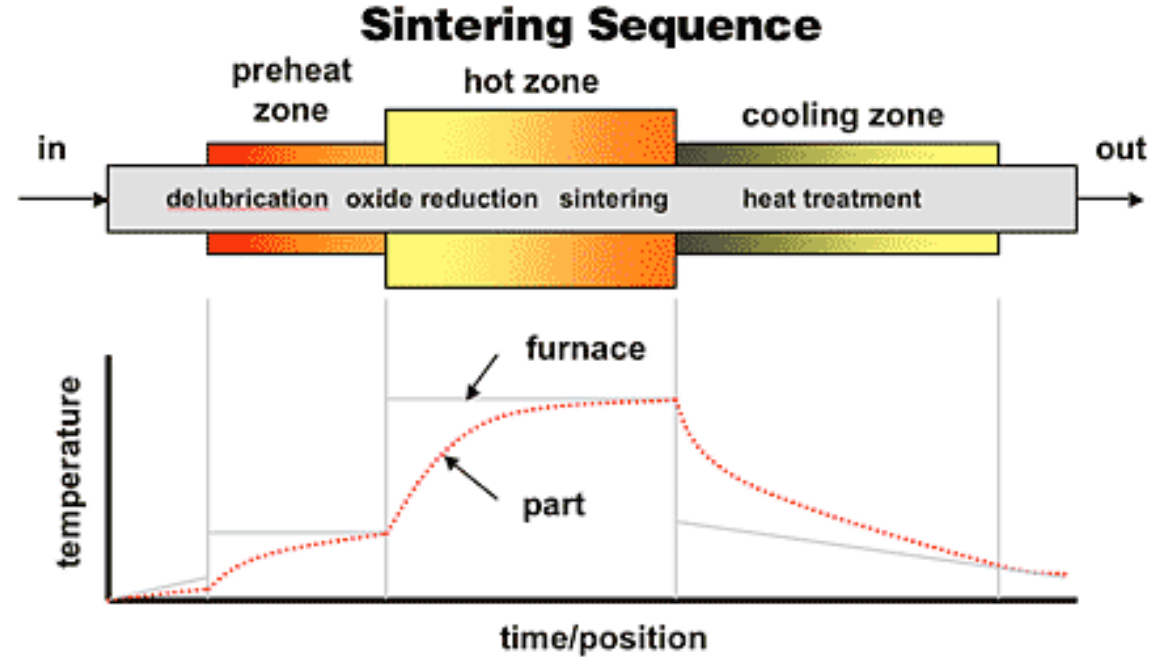 Sintering Sequence
preheat
zone
hot zone
cooling zone
in
out
delubrication oxide reduction sintering heat treatment
furnace
part
temperature
time/position